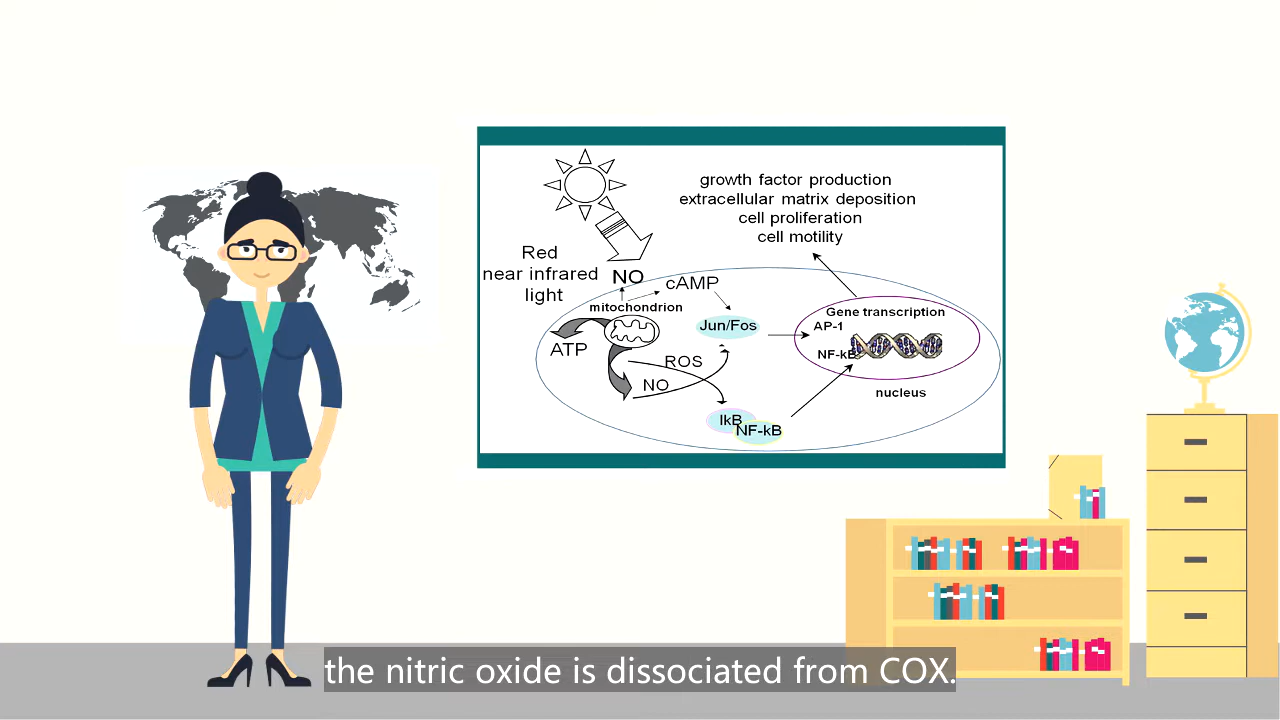 growth factor production
extracellular matrix deposition
cell proliferation
cell motility
Red
near infrared
light
NO
cAMP
mitochondrion
Jun/Fos
Gene transcription
AP-1
NF-kB
ATP
ROS
NO
nucleus
IkB
NF-kB
the nitric oxide is dissociated from COX.